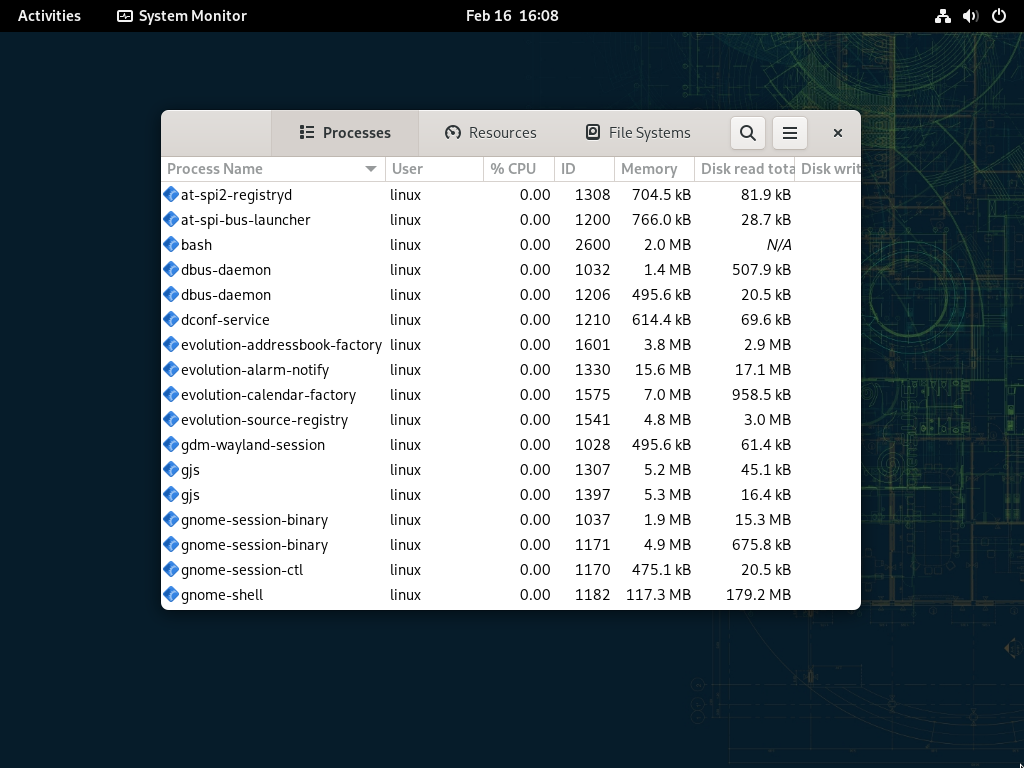 Activities System Monitor Feb 16 16:08
Processes Resources File Systems
Process Name User % CPU ID Memory Disk read tota Disk writ
at-spi2-registryd linux 0.00 1308 704.5 kB 81.9 kB
at-spi-bus-launcher linux 0.00 1200 766.0 kB 28.7 kB
bash linux 0.00 2600 2.0 MB N/A
dbus-daemon linux 0.00 1032 1.4 MB 507.9 kB
dbus-daemon linux 0.00 1206 495.6 kB 20.5 kB
dconf-service linux 0.00 1210 614.4 kB 69.6 kB
evolution-addressbook-factory linux 0.00 1601 3.8 MB 2.9 MB
evolution-alarm-notify linux 0.00 1330 15.6 MB 17.1 MB
evolution-calendar-factory linux 0.00 1575 7.0 MB 958.5 kB
evolution-source-registry linux 0.00 1541 4.8 MB 3.0 MB
gdm-wayland-session linux 0.00 1028 495.6 kB 61.4 kB
gjs linux 0.00 1307 5.2 MB 45.1 kB
gjs linux 0.00 1397 5.3 MB 16.4 kB
gnome-session-binary linux 0.00 1037 1.9 MB 15.3 MB
gnome-session-binary linux 0.00 1171 4.9 MB 675.8 kB
gnome-session-ctl linux 0.00 1170 475.1 kB 20.5 kB
gnome-shell linux 0.00 1182 117.3 MB 179.2 MB